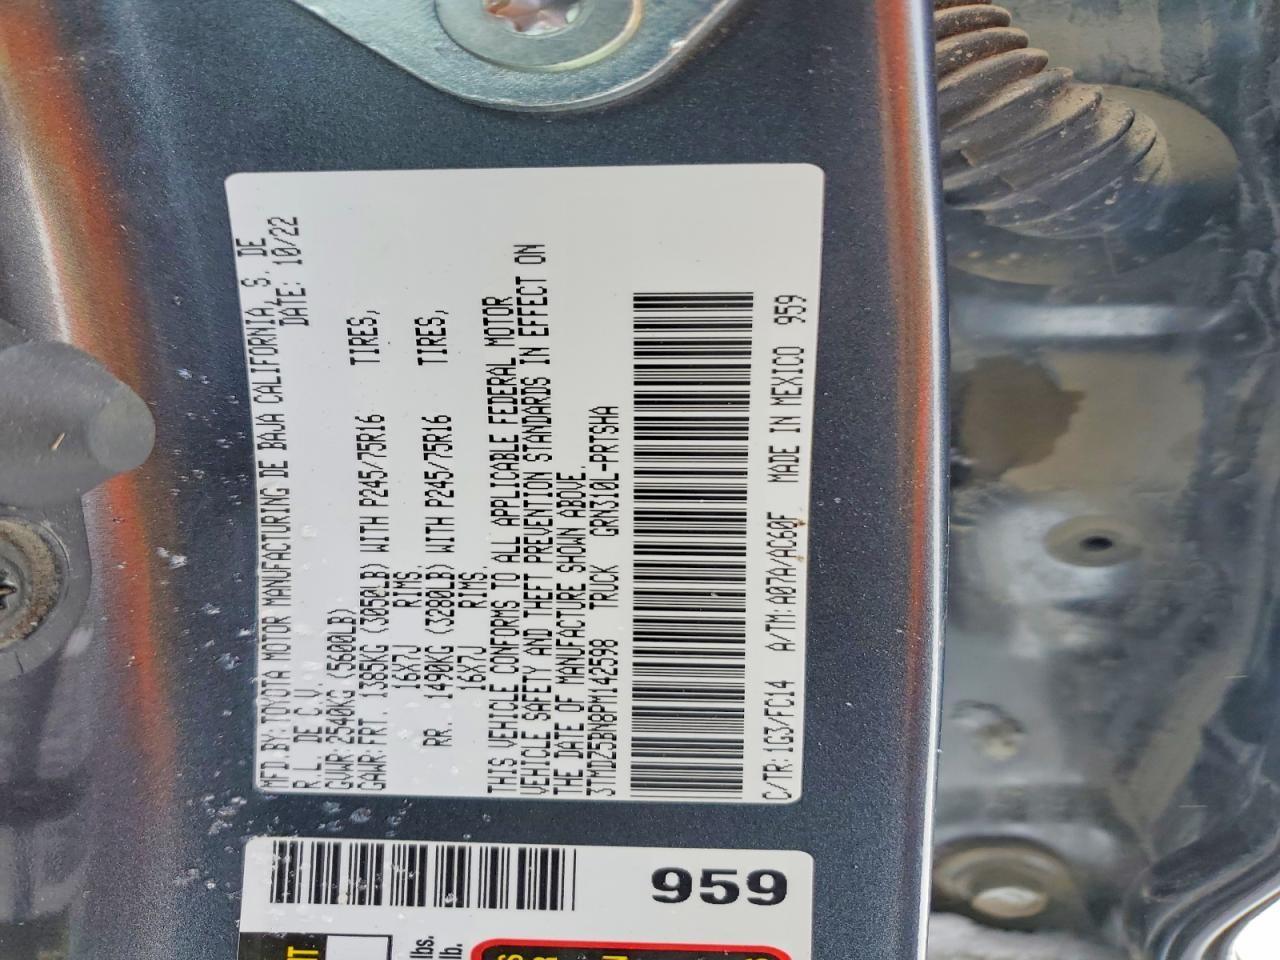 MFD.BY:TOYOTA MOTOR MANUFACTURING DE BAJA CALIFORNIA, S. DE
R.L. DE C.V. DATE: 10/22
GVWR:2540KG (5600LB)
GAWR:FRT. 1385KG (3050LB) WITH P245/75R16 TIRES,
16X7J RIMS,
RR. 1490KG (3280LB) WITH P245/75R16 TIRES,
16X7J RIMS.
THIS VEHICLE CONFORMS TO ALL APPLICABLE FEDERAL MOTOR
VEHICLE SAFETY AND THEFT PREVENTION STANDARDS IN EFFECT ON
THE DATE OF MANUFACTURE SHOWN ABOVE.
3TMDZ5BN8PM142598 TRUCK GRN310L-PRTSHA
C/TR:1G3/FC14 A/TM:A07A/AC60F MADE IN MEXICO 959
959
lbs.
lb.